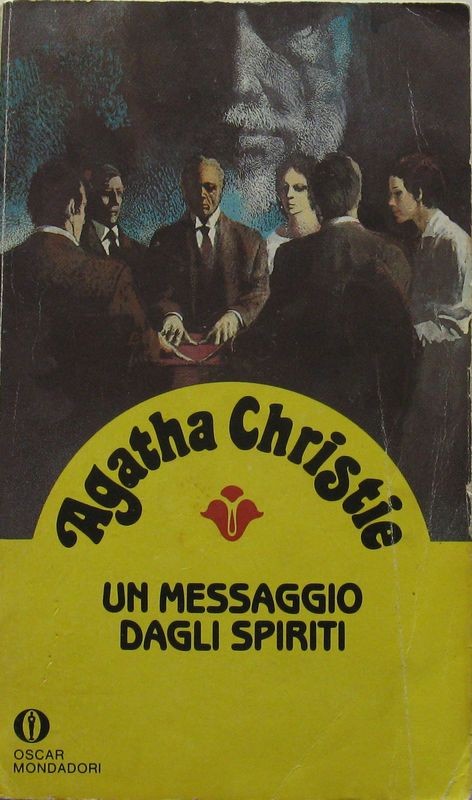 Agatha Christie
UN MESSAGGIO
DAGLI SPIRITI
OSCAR
MONDADORI